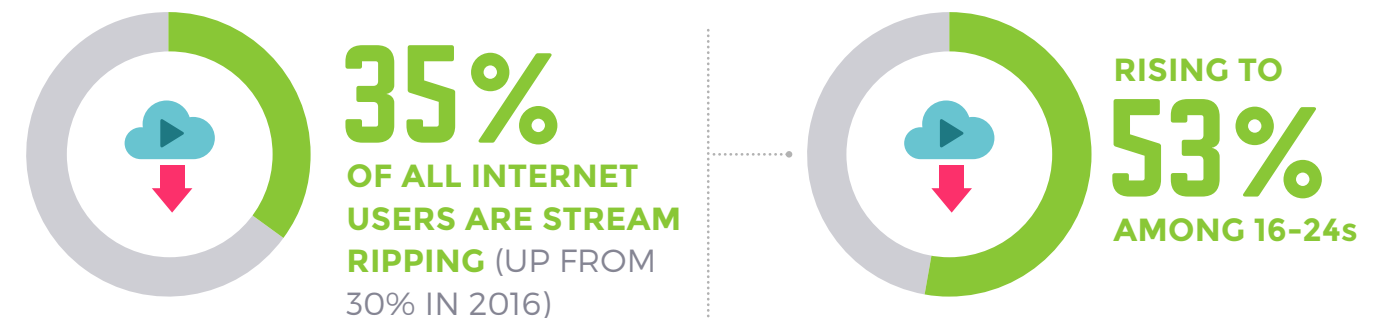 35%
OF ALL INTERNET
USERS ARE STREAM
RIPPING (UP FROM
30% IN 2016)
RISING TO
53%
AMONG 16-24s